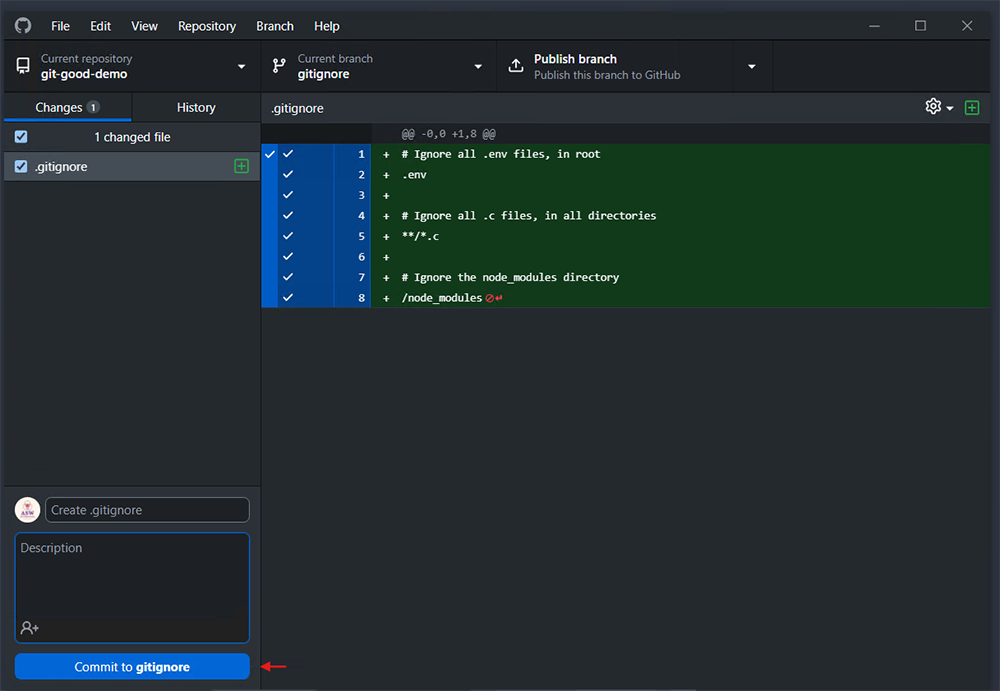 File Edit View Repository Branch Help
Current repository
git-good-demo
Current branch
gitignore
Publish branch
Publish this branch to GitHub
Changes 1
History
.gitignore
1 changed file
.gitignore
@@ -0,0 +1,8 @@
1 + # Ignore all .env files, in root
2 + .env
3 +
4 + # Ignore all .c files, in all directories
5 + **/*.c
6 +
7 + # Ignore the node_modules directory
8 + /node_modules
ASW
Create .gitignore
Description
Commit to gitignore